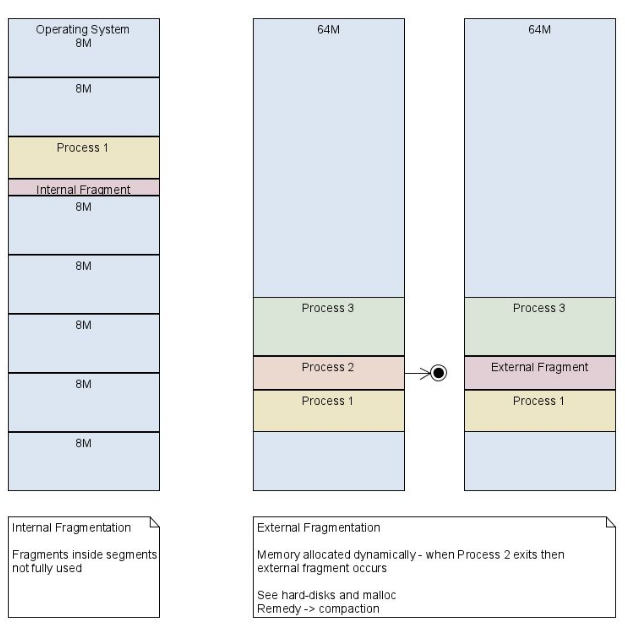 Operating System
8M
8M
Process 1
Internal Fragment
8M
8M
8M
8M
8M
64M
Process 3
Process 2
Process 1
64M
Process 3
External Fragment
Process 1
Internal Fragmentation
Fragments inside segments
not fully used
External Fragmentation
Memory allocated dynamically - when Process 2 exits then
external fragment occurs
See hard-disks and malloc
Remedy -> compaction